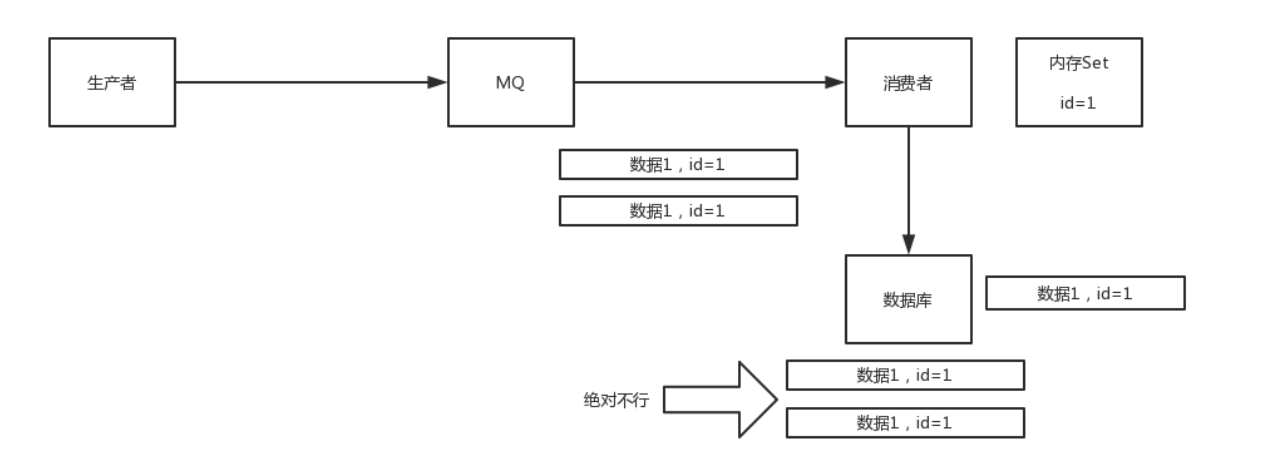 生产者
MQ
消费者
内存Set
id=1
数据1，id=1
数据1，id=1
数据库
数据1，id=1
绝对不行
数据1，id=1
数据1，id=1